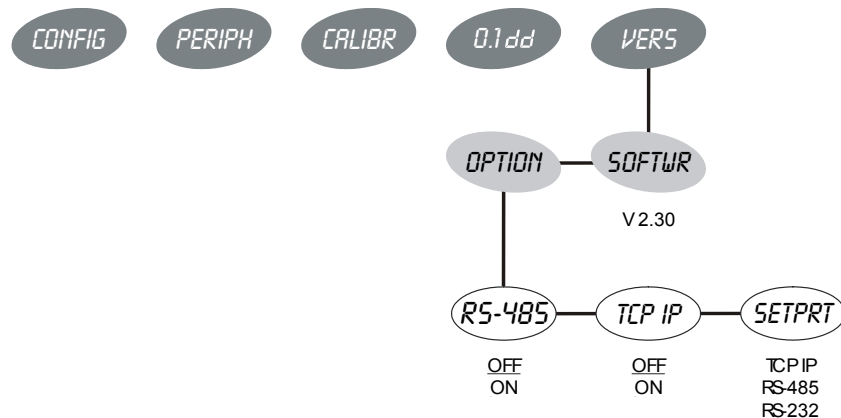 CONFIG PERIPH CALIBR 0.1dd VERS
OPTION SOFTWR
V 2.30
RS-485 TCP IP SETPRT
OFF OFF TCP IP
ON ON RS-485
RS-232